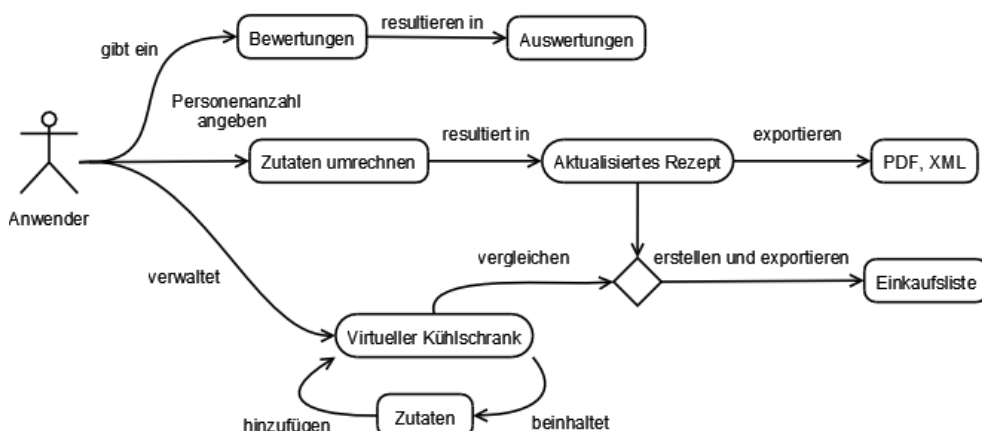 resultieren in
Bewertungen
Auswertungen
gibt ein
Personenanzahl
angeben
resultiert in
exportieren
Zutaten umrechnen
Aktualisiertes Rezept
PDF, XML
Anwender
verwaltet
vergleichen
erstellen und exportieren
Einkaufsliste
Virtueller Kühlschrank
hinzufügen
Zutaten
beinhaltet